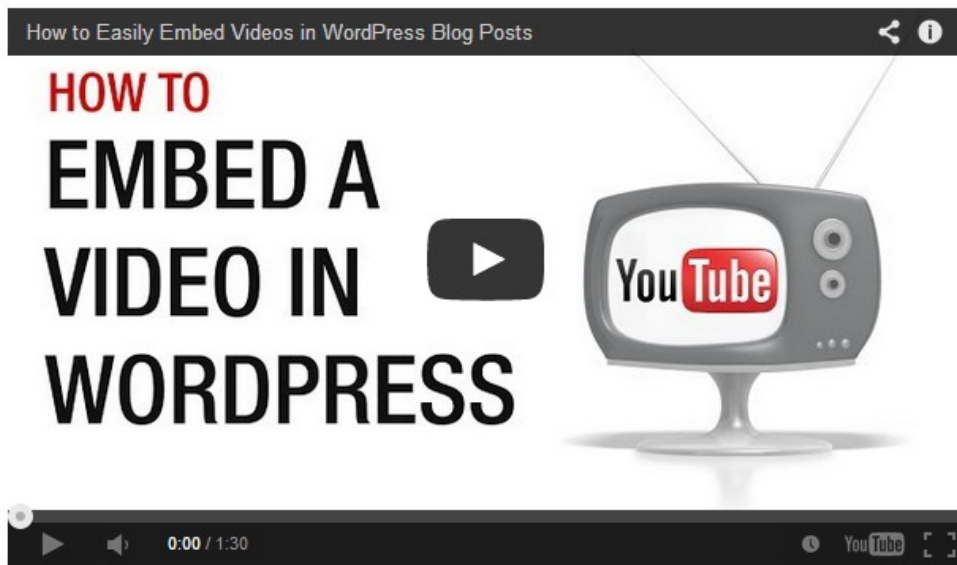 How to Easily Embed Videos in WordPress Blog Posts
HOW TO
EMBED A
VIDEO IN
WORDPRESS
YouTube
0:00 / 1:30
YouTube